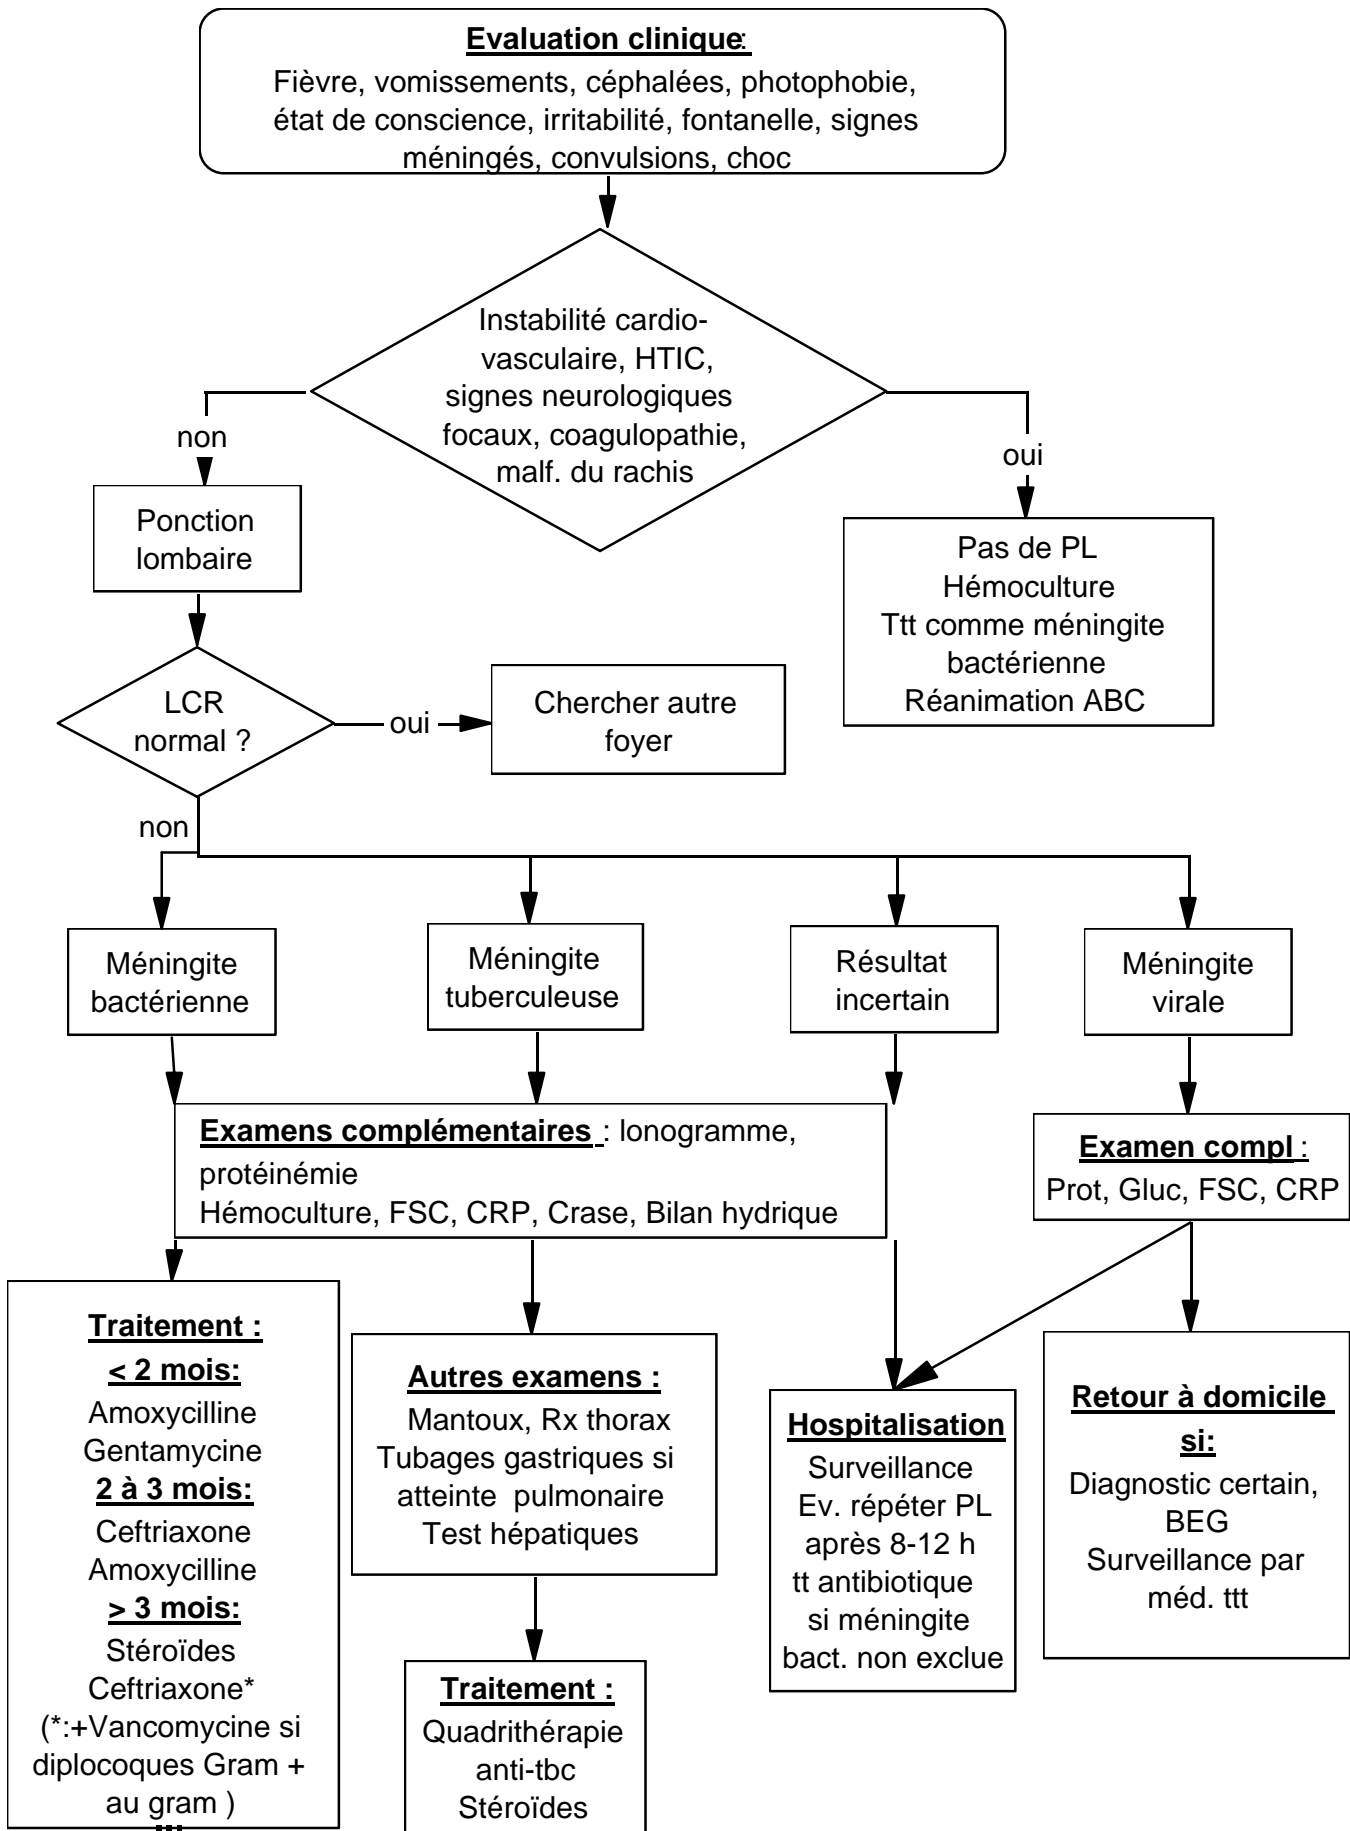 Evaluation clinique:
Fièvre, vomissements, céphalées, photophobie,
état de conscience, irritabilité, fontanelle, signes
méningés, convulsions, choc
Instabilité cardio-
vasculaire, HTIC,
signes neurologiques
focaux, coagulopathie,
malf. du rachis
non
oui
Ponction
lombaire
Pas de PL
Hémoculture
Ttt comme méningite
bactérienne
Réanimation ABC
LCR
normal ?
oui
Chercher autre
foyer
non
Méningite
bactérienne
Méningite
tuberculeuse
Résultat
incertain
Méningite
virale
Examens complémentaires : Ionogramme,
protéinémie
Hémoculture, FSC, CRP, Crase, Bilan hydrique
Examen compl :
Prot, Gluc, FSC, CRP
Traitement :
< 2 mois:
Amoxycilline
Gentamycine
2 à 3 mois:
Ceftriaxone
Amoxycilline
> 3 mois:
Stéroïdes
Ceftriaxone*
(*:+Vancomycine si
diplocoques Gram +
au gram )
Autres examens :
Mantoux, Rx thorax
Tubages gastriques si
atteinte pulmonaire
Test hépatiques
Traitement :
Quadrithérapie
anti-tbc
Stéroïdes
Hospitalisation
Surveillance
Ev. répéter PL
après 8-12 h
tt antibiotique
si méningite
bact. non exclue
Retour à domicile
si:
Diagnostic certain,
BEG
Surveillance par
méd. ttt